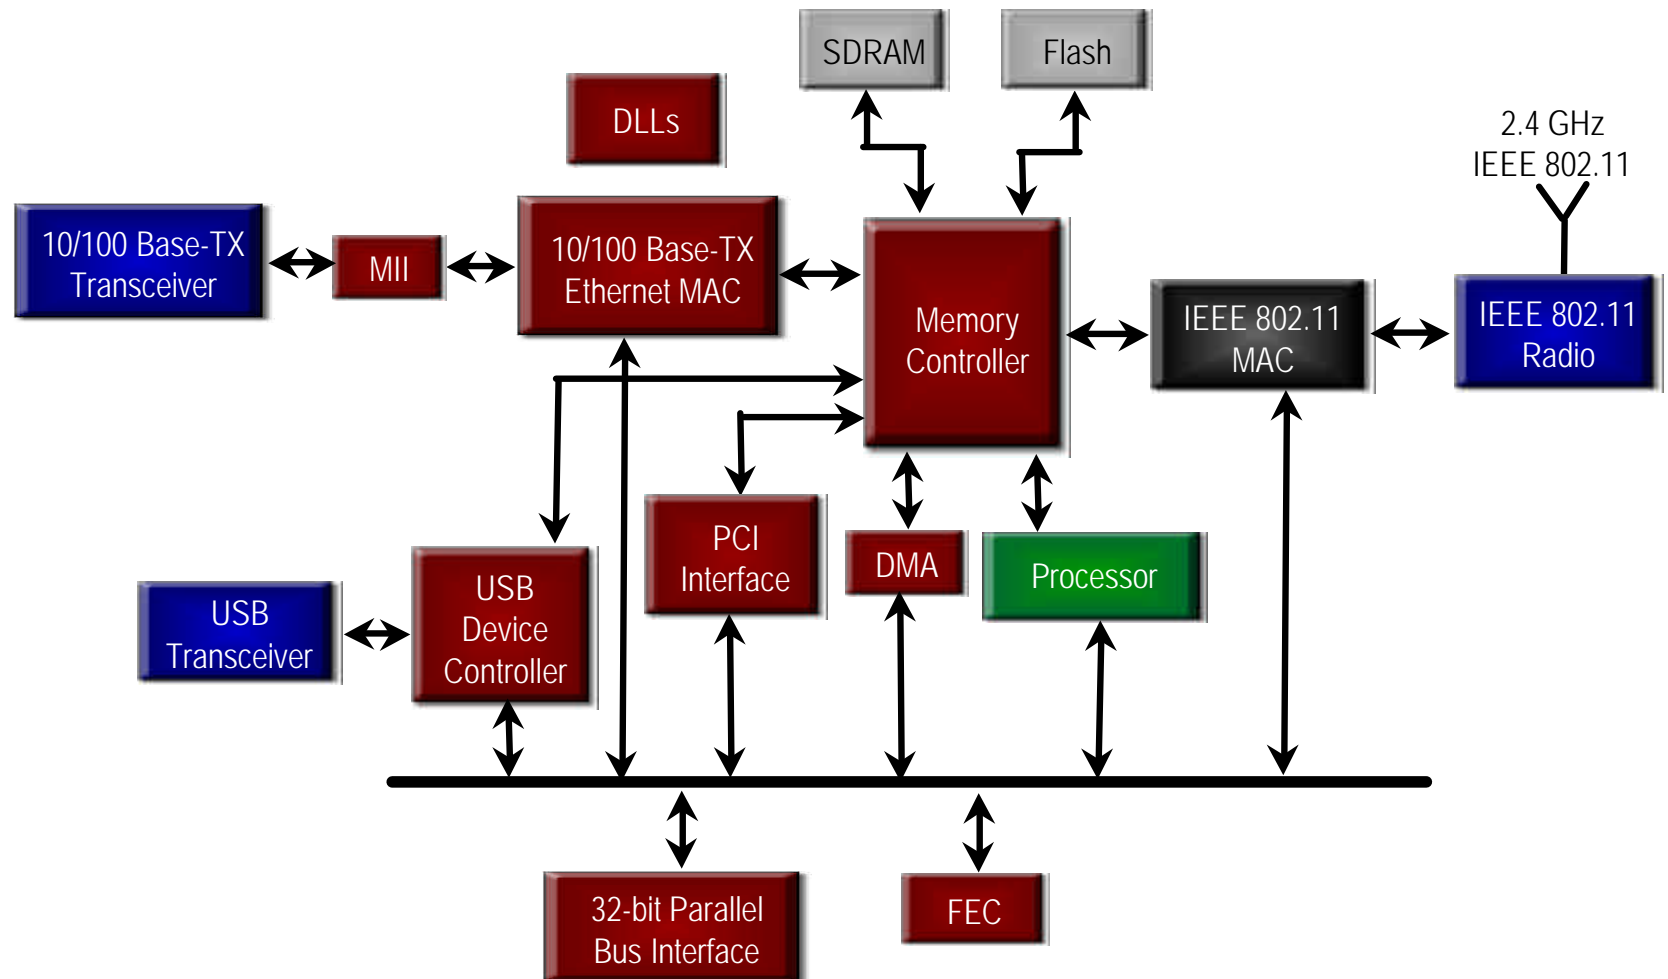 SDRAM
Flash
DLLs
2.4 GHz
IEEE 802.11
10/100 Base-TX
Transceiver
MII
10/100 Base-TX
Ethernet MAC
Memory
Controller
IEEE 802.11
MAC
IEEE 802.11
Radio
PCI
Interface
DMA
Processor
USB
Transceiver
USB
Device
Controller
32-bit Parallel
Bus Interface
FEC